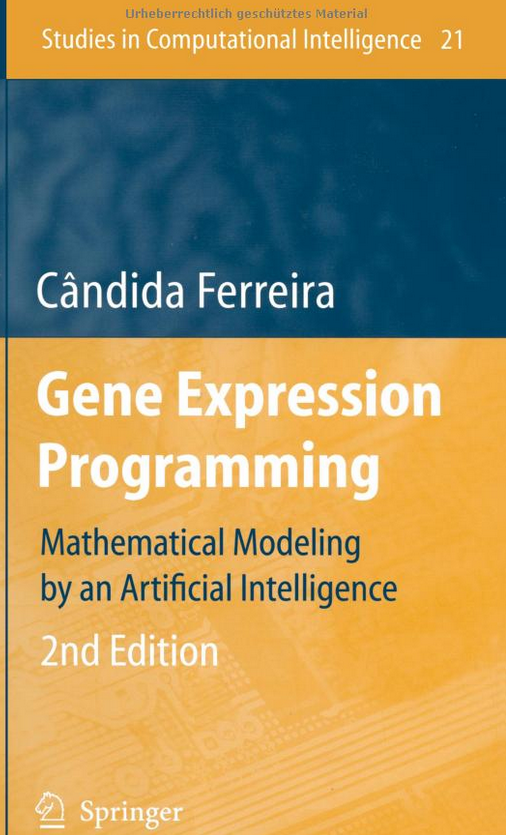 Urheberrechtlich geschütztes Material
Studies in Computational Intelligence 21
Cândida Ferreira
Gene Expression
Programming
Mathematical Modeling
by an Artificial Intelligence
2nd Edition
Springer